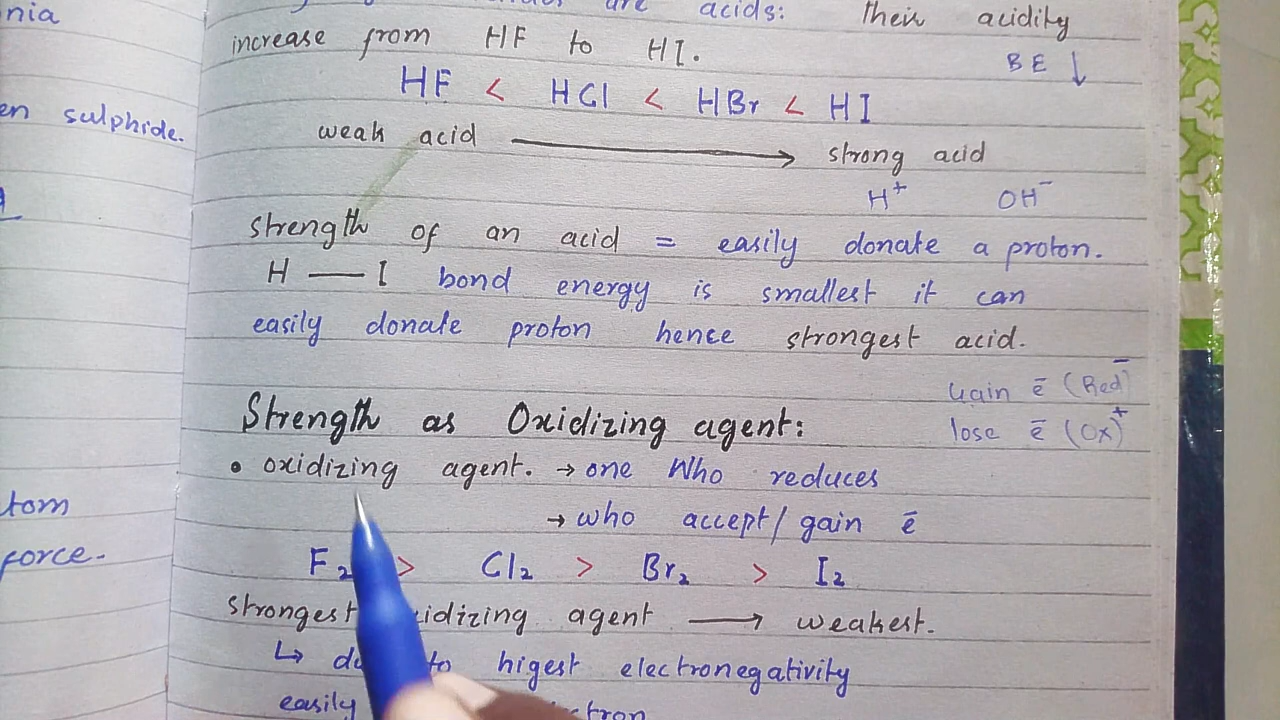 nia
en sulphide.
tom
force.
are acids: their acidity
increase from HF to HI.
BE ↓
HF < HCl < HBr < HI
weak acid ⟶ strong acid
H⁺ OH⁻
strength of an acid = easily donate a proton.
H — I bond energy is smallest it can
easily donate proton hence strongest acid.
Gain ē (Red)⁻
lose ē (Ox)⁺
Strength as Oxidizing agent:
• oxidizing agent. → one Who reduces
→ who accept/gain ē
F₂ > Cl₂ > Br₂ > I₂
strongest idizing agent ⟶ weakest.
↳ to higest electronegativity
easily